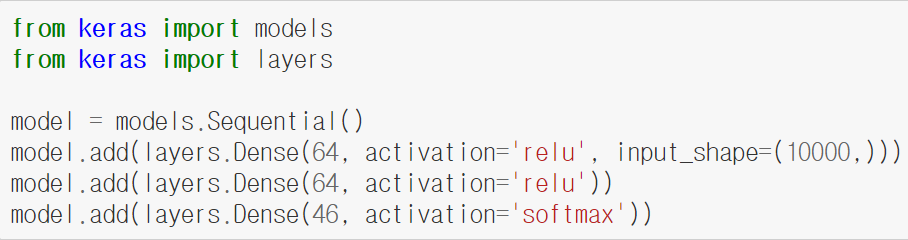 from keras import models
from keras import layers
model = models.Sequential()
model.add(layers.Dense(64, activation='relu', input_shape=(10000,)))
model.add(layers.Dense(64, activation='relu'))
model.add(layers.Dense(46, activation='softmax'))